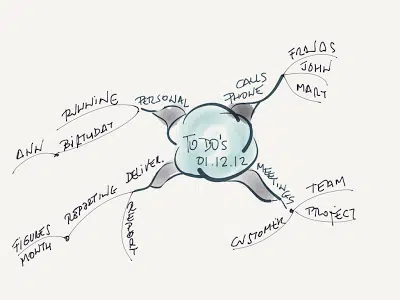 TO DO's
01.12.12
CALLS
PHONE
FRANCIS
JOHN
MARY
MEETINGS
TEAM
PROJECT
CUSTOMER
DELIVER.
REPORT
REPORTING
FIGURES
MONTH
PERSONAL
RUNNING
BIRTHDAY
ANN